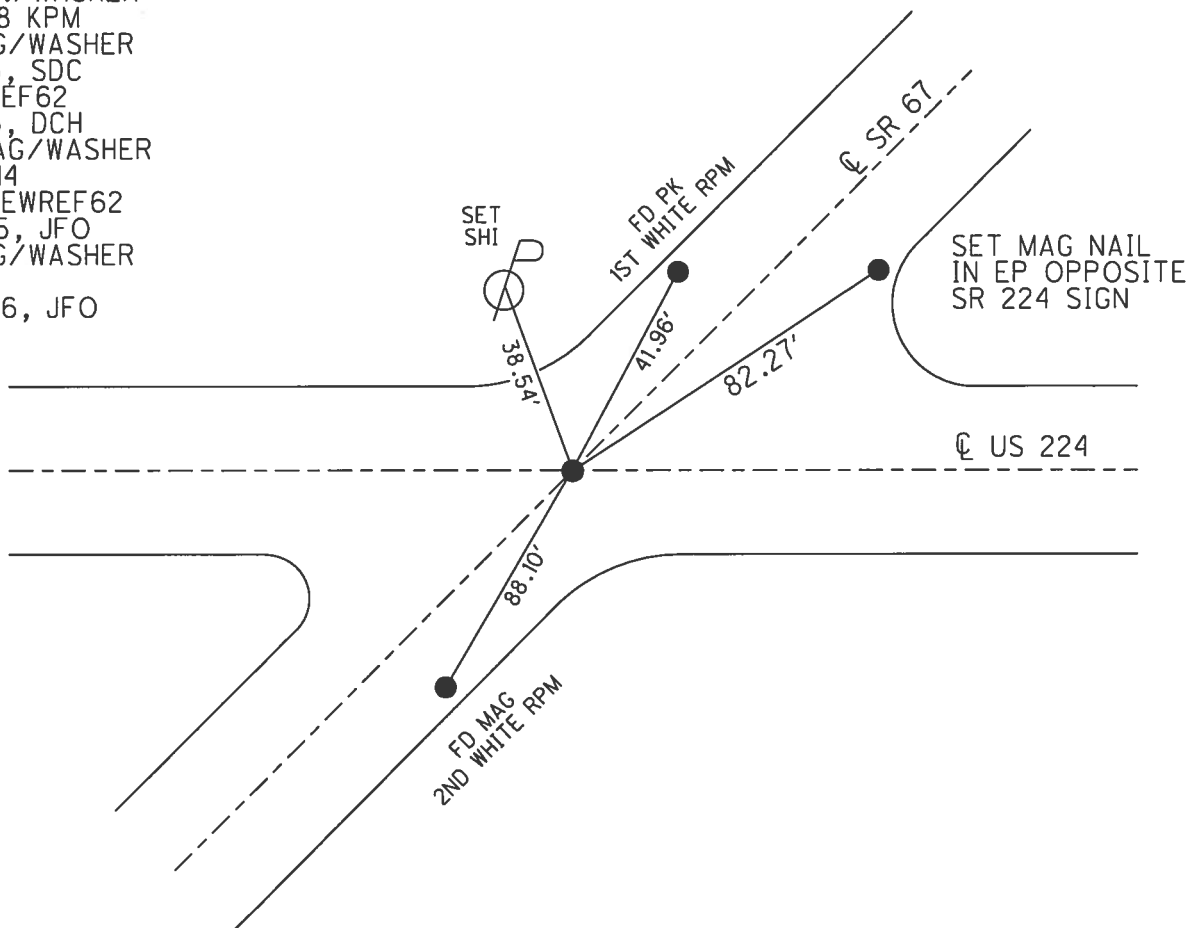 8 KPM
G/WASHER
, SDC
EF62
, DCH
AG/WASHER
14
EWREF62
5, JFO
G/WASHER
6, JFO
SET
SHI
FD PK
1ST WHITE RPM
℄ SR 67
SET MAG NAIL
IN EP OPPOSITE
SR 224 SIGN
38.54'
41.96'
82.27'
℄ US 224
88.10'
FD MAG
2ND WHITE RPM